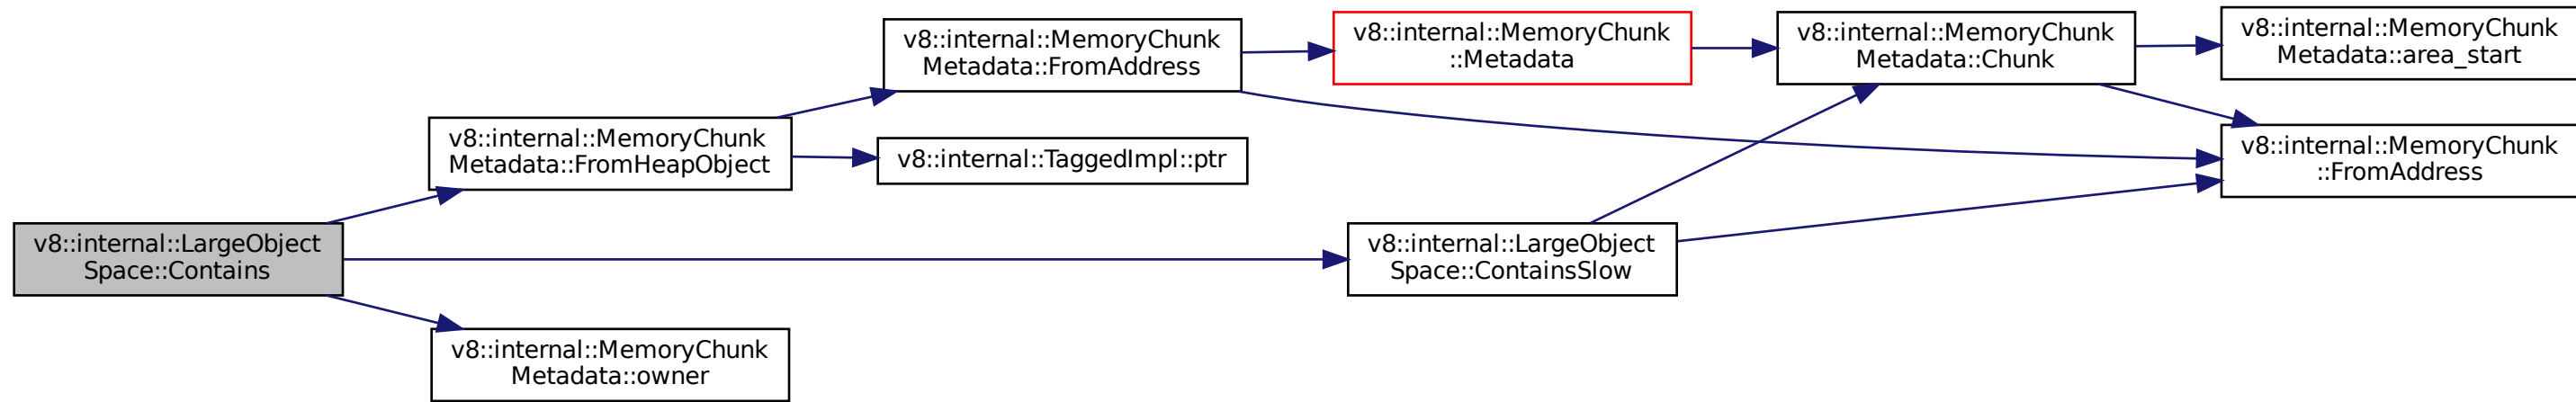 v8::internal::LargeObject
Space::Contains
v8::internal::MemoryChunk
Metadata::FromHeapObject
v8::internal::MemoryChunk
Metadata::FromAddress
v8::internal::MemoryChunk
::Metadata
v8::internal::MemoryChunk
Metadata::Chunk
v8::internal::MemoryChunk
Metadata::area_start
v8::internal::MemoryChunk
::FromAddress
v8::internal::TaggedImpl::ptr
v8::internal::LargeObject
Space::ContainsSlow
v8::internal::MemoryChunk
Metadata::owner